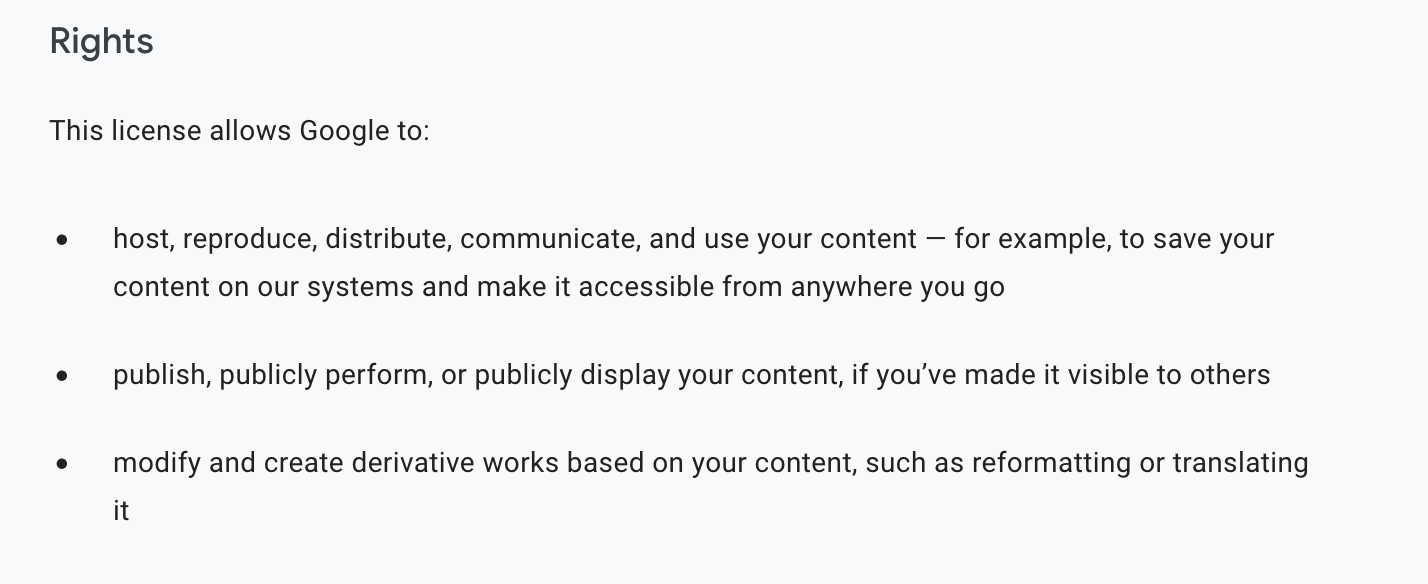 Rights
This license allows Google to:
• host, reproduce, distribute, communicate, and use your content — for example, to save your
content on our systems and make it accessible from anywhere you go
• publish, publicly perform, or publicly display your content, if you’ve made it visible to others
• modify and create derivative works based on your content, such as reformatting or translating
it